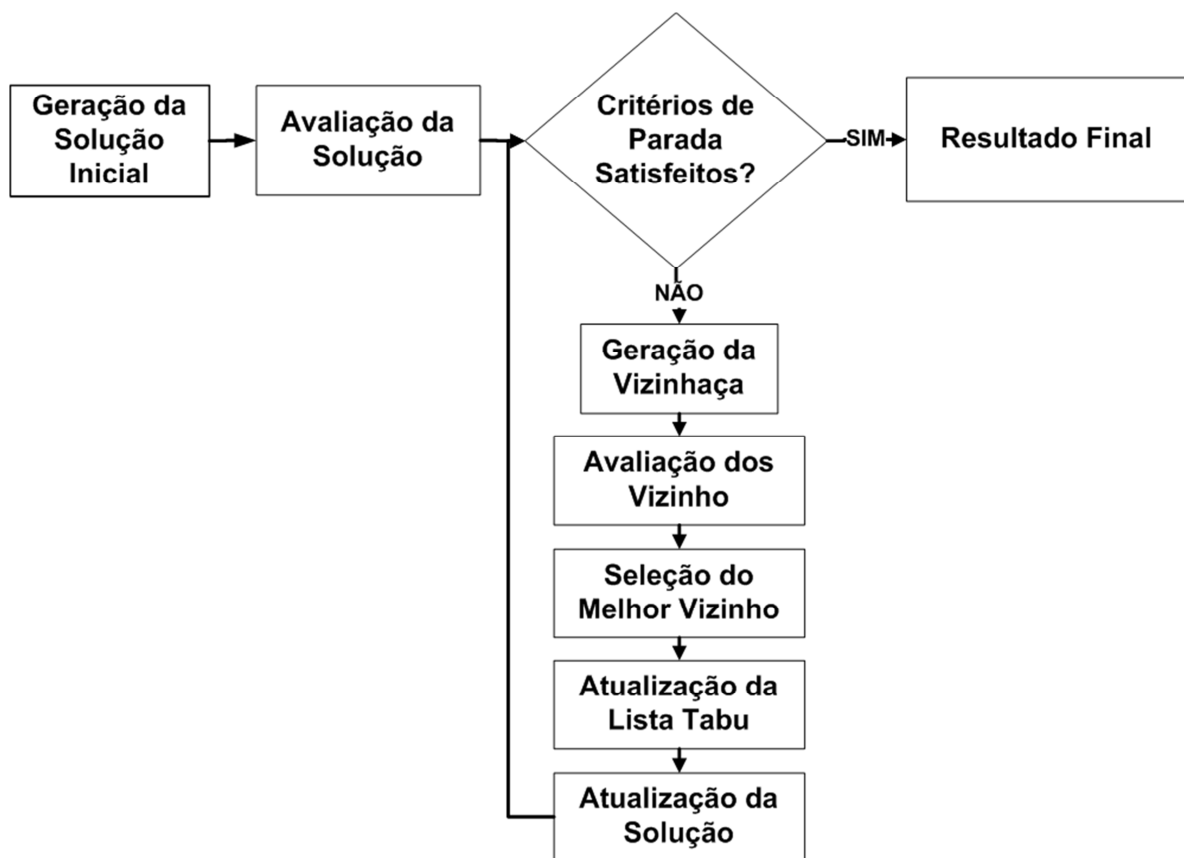 Geração da
Solução
Inicial
Avaliação da
Solução
Critérios de
Parada
Satisfeitos?
SIM
Resultado Final
NÃO
Geração da
Vizinhaça
Avaliação dos
Vizinho
Seleção do
Melhor Vizinho
Atualização da
Lista Tabu
Atualização da
Solução